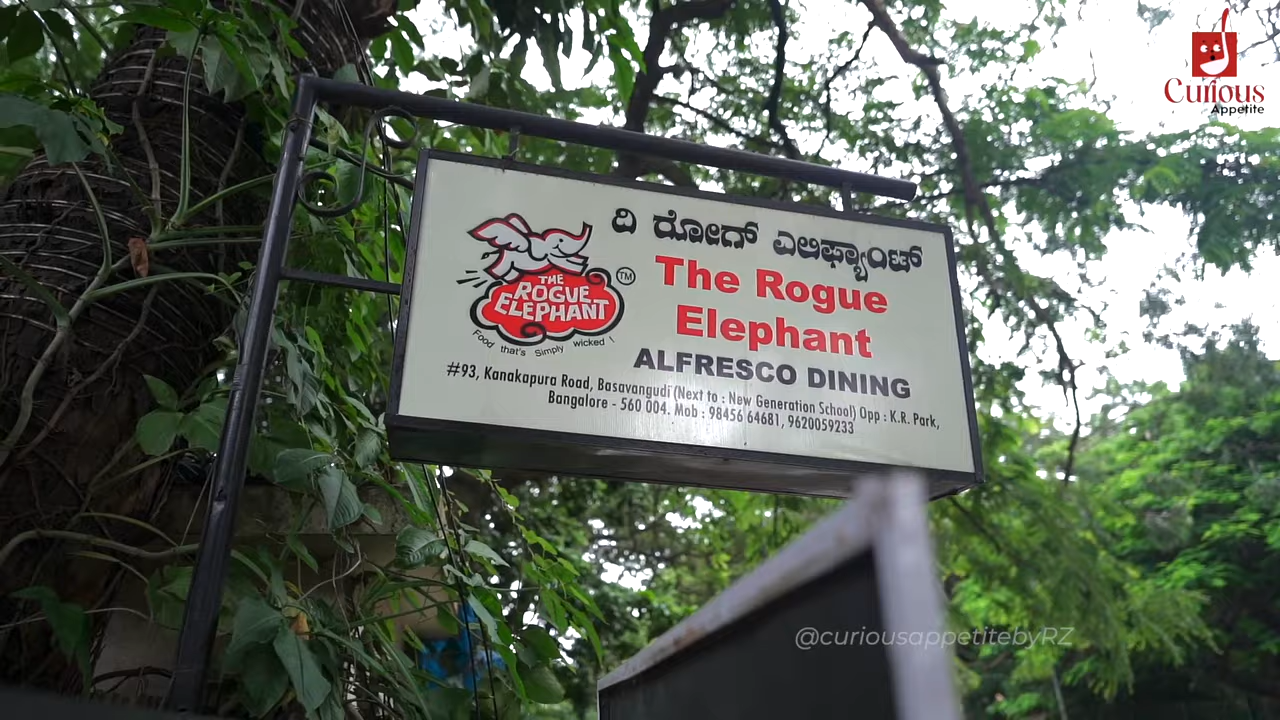 Curious
Appetite
ದಿ ರೋಗ್ ಎಲಿಫ್ಯಾಂಟ್
The Rogue
Elephant
ALFRESCO DINING
THE
ROGUE
ELEPHANT
TM
Food that's Simply wicked !
#93, Kanakapura Road, Basavangudi (Next to : New Generation School) Opp : K.R. Park,
Bangalore - 560 004. Mob : 98456 64681, 9620059233
@curiousappetitebyRZ